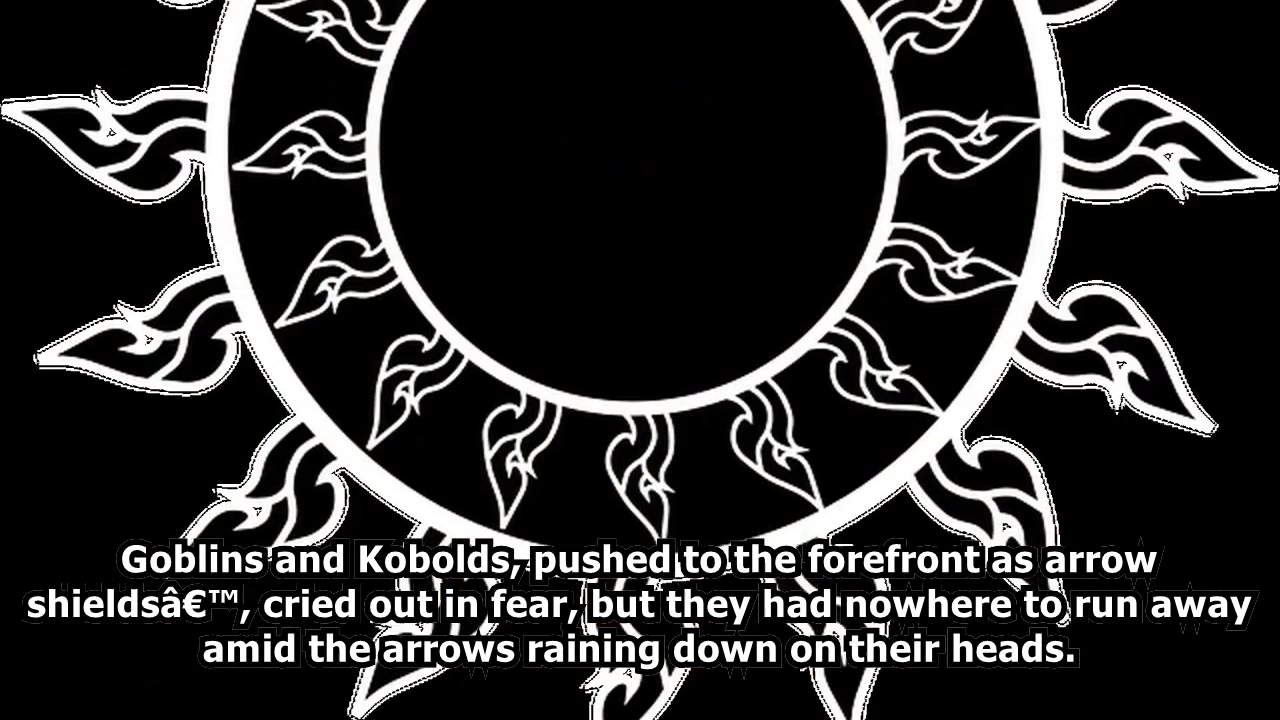 Goblins and Kobolds, pushed to the forefront as arrow
shieldsâ€™, cried out in fear, but they had nowhere to run away
amid the arrows raining down on their heads.